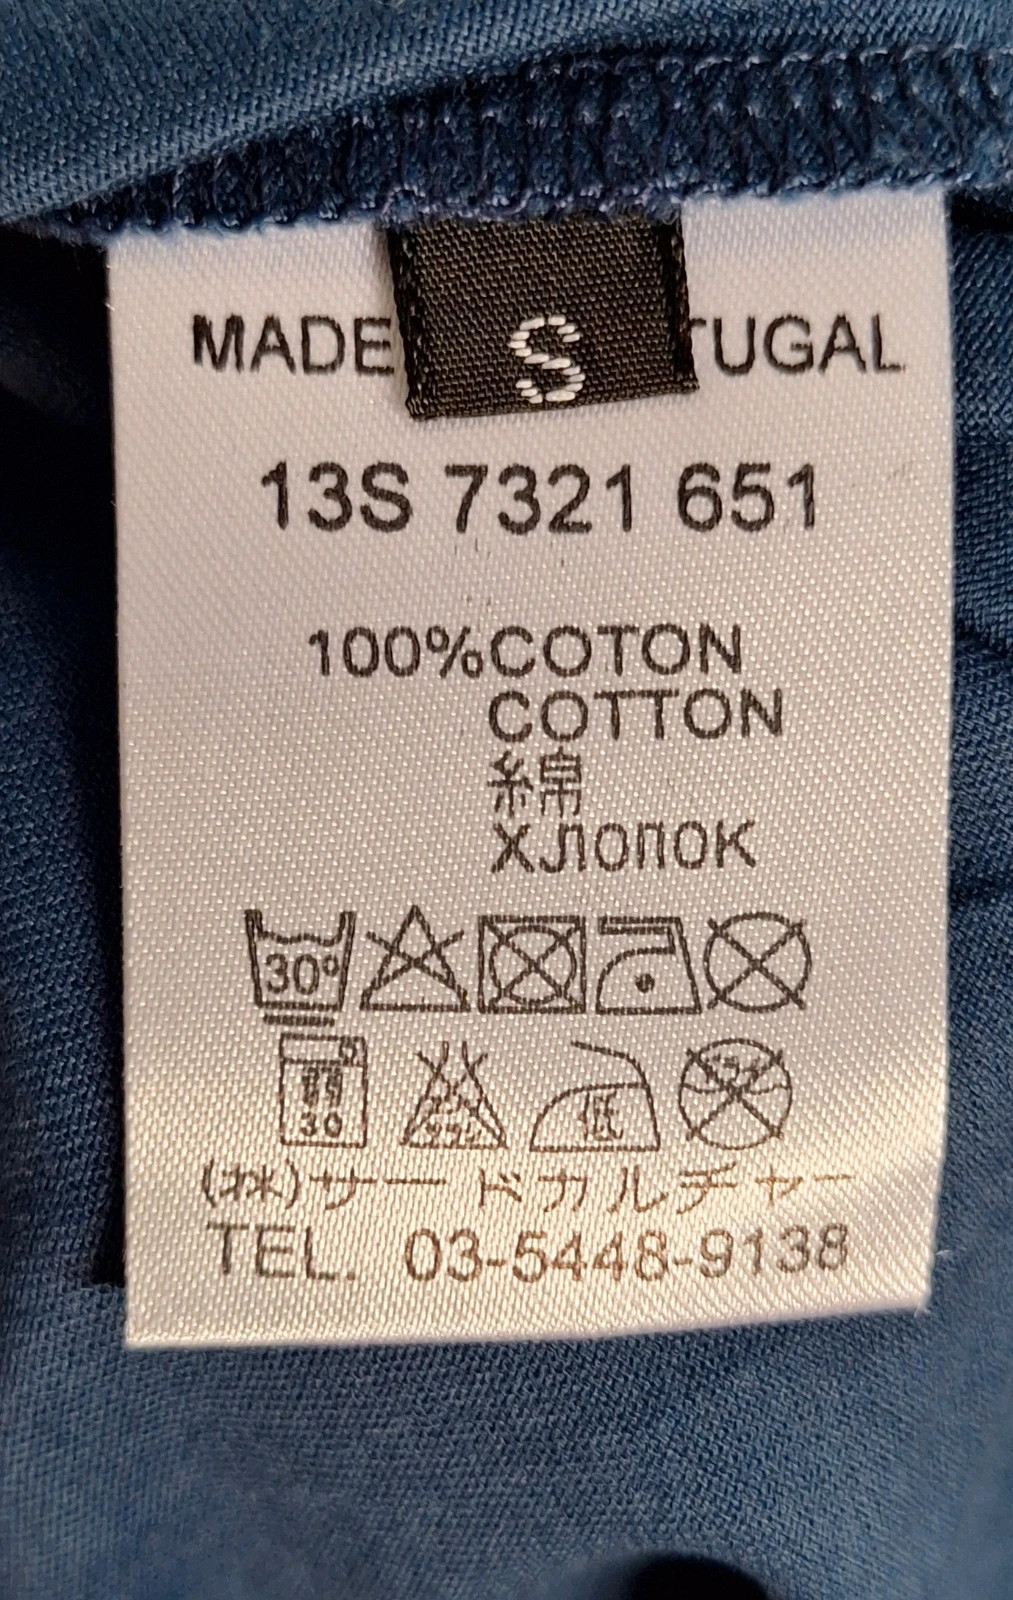 MADE TUGAL
S
13S 7321 651
100%COTON
COTTON
綿
хлопок
30°
30
低
(株)サードカルチャー
TEL. 03-5448-9138